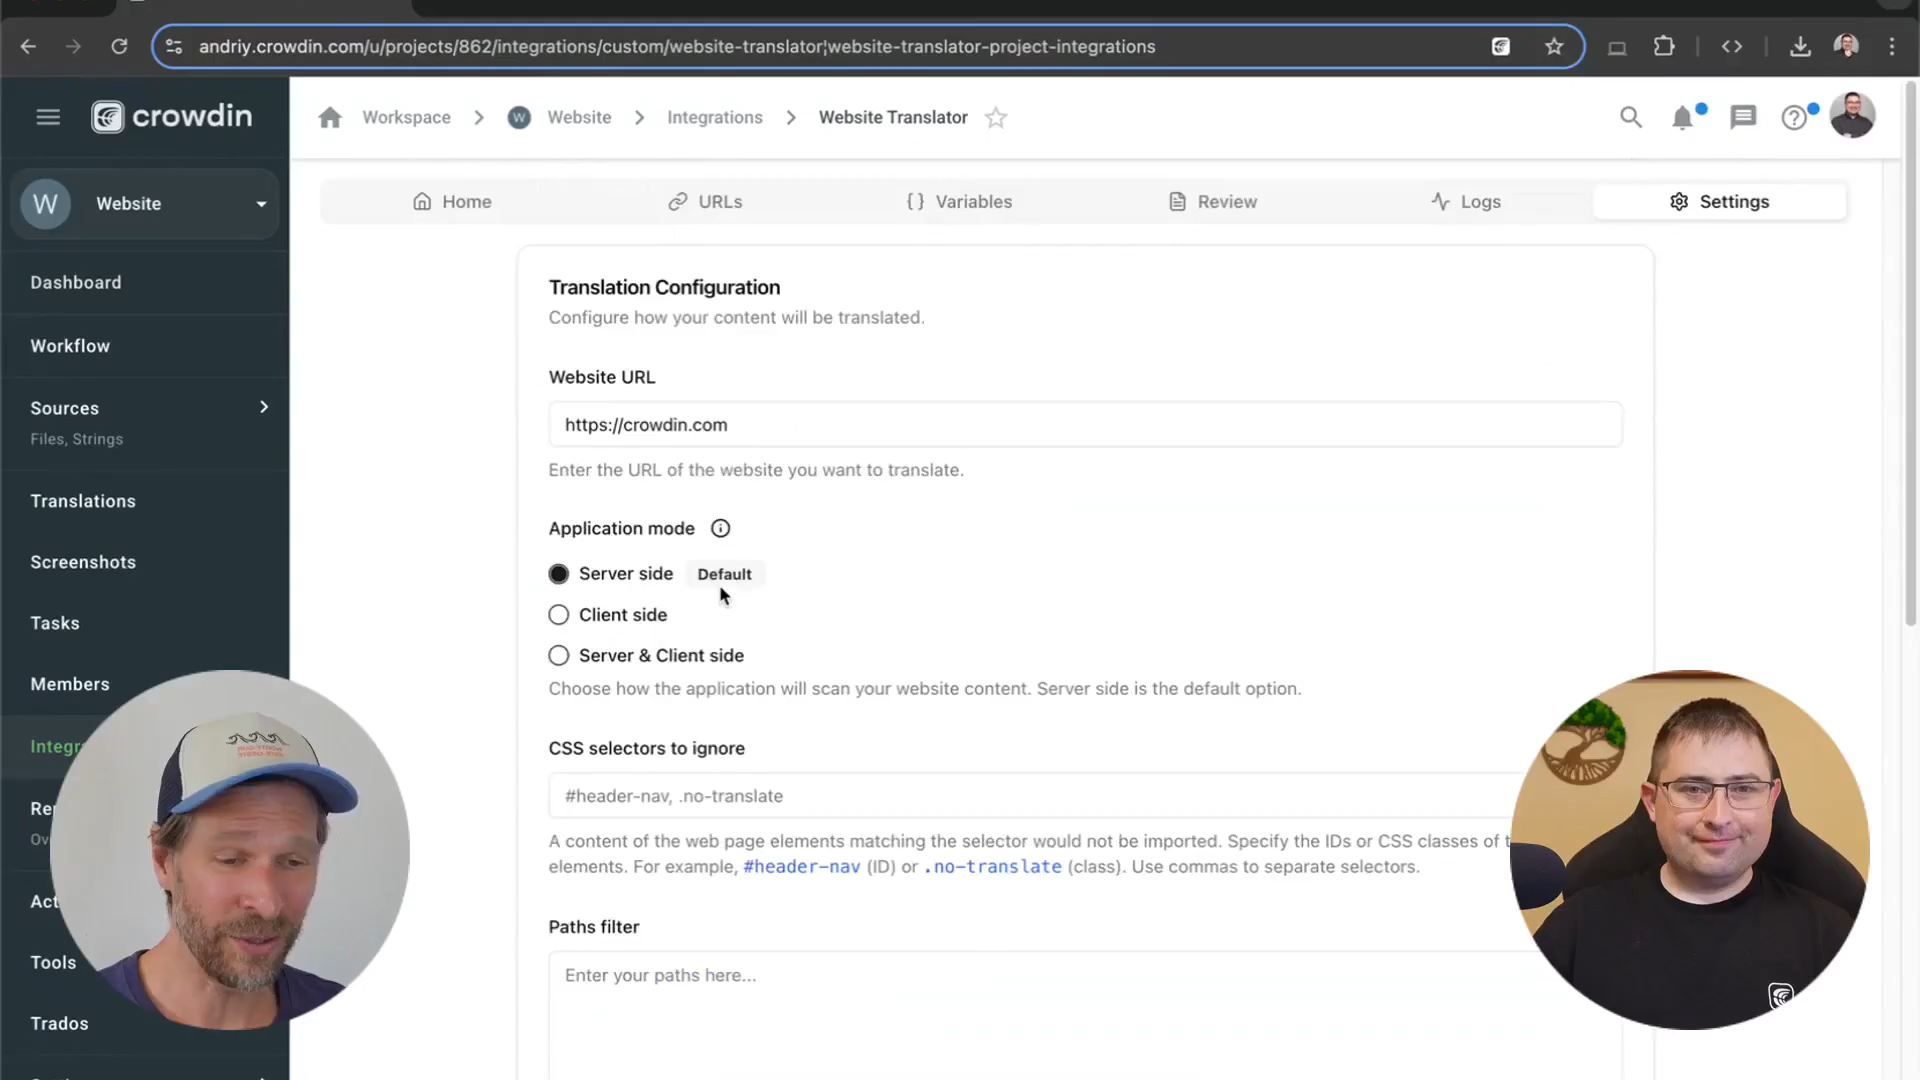 andriy.crowdin.com/u/projects/862/integrations/custom/website-translator¦website-translator-project-integrations
crowdin
Workspace
W
Website
Integrations
Website Translator
W
Website
Home
URLs
{ } Variables
Review
Logs
Settings
Dashboard
Workflow
Sources
Files, Strings
Translations
Screenshots
Tasks
Members
Integr
Re
Ov
Act
Tools
Trados
Translation Configuration
Configure how your content will be translated.
Website URL
https://crowdin.com
Enter the URL of the website you want to translate.
Application mode
Server side Default
Client side
Server & Client side
Choose how the application will scan your website content. Server side is the default option.
CSS selectors to ignore
#header-nav, .no-translate
A content of the web page elements matching the selector would not be imported. Specify the IDs or CSS classes of t
elements. For example, #header-nav (ID) or .no-translate (class). Use commas to separate selectors.
Paths filter
Enter your paths here...